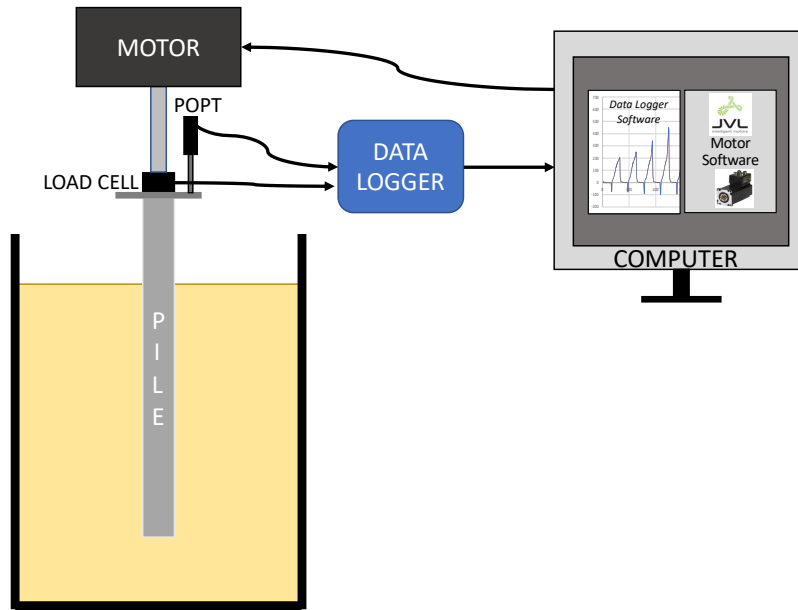 MOTOR
POPT
LOAD CELL
DATA
LOGGER
Data Logger
Software
JVL
Motor
Software
COMPUTER
P
I
L
E